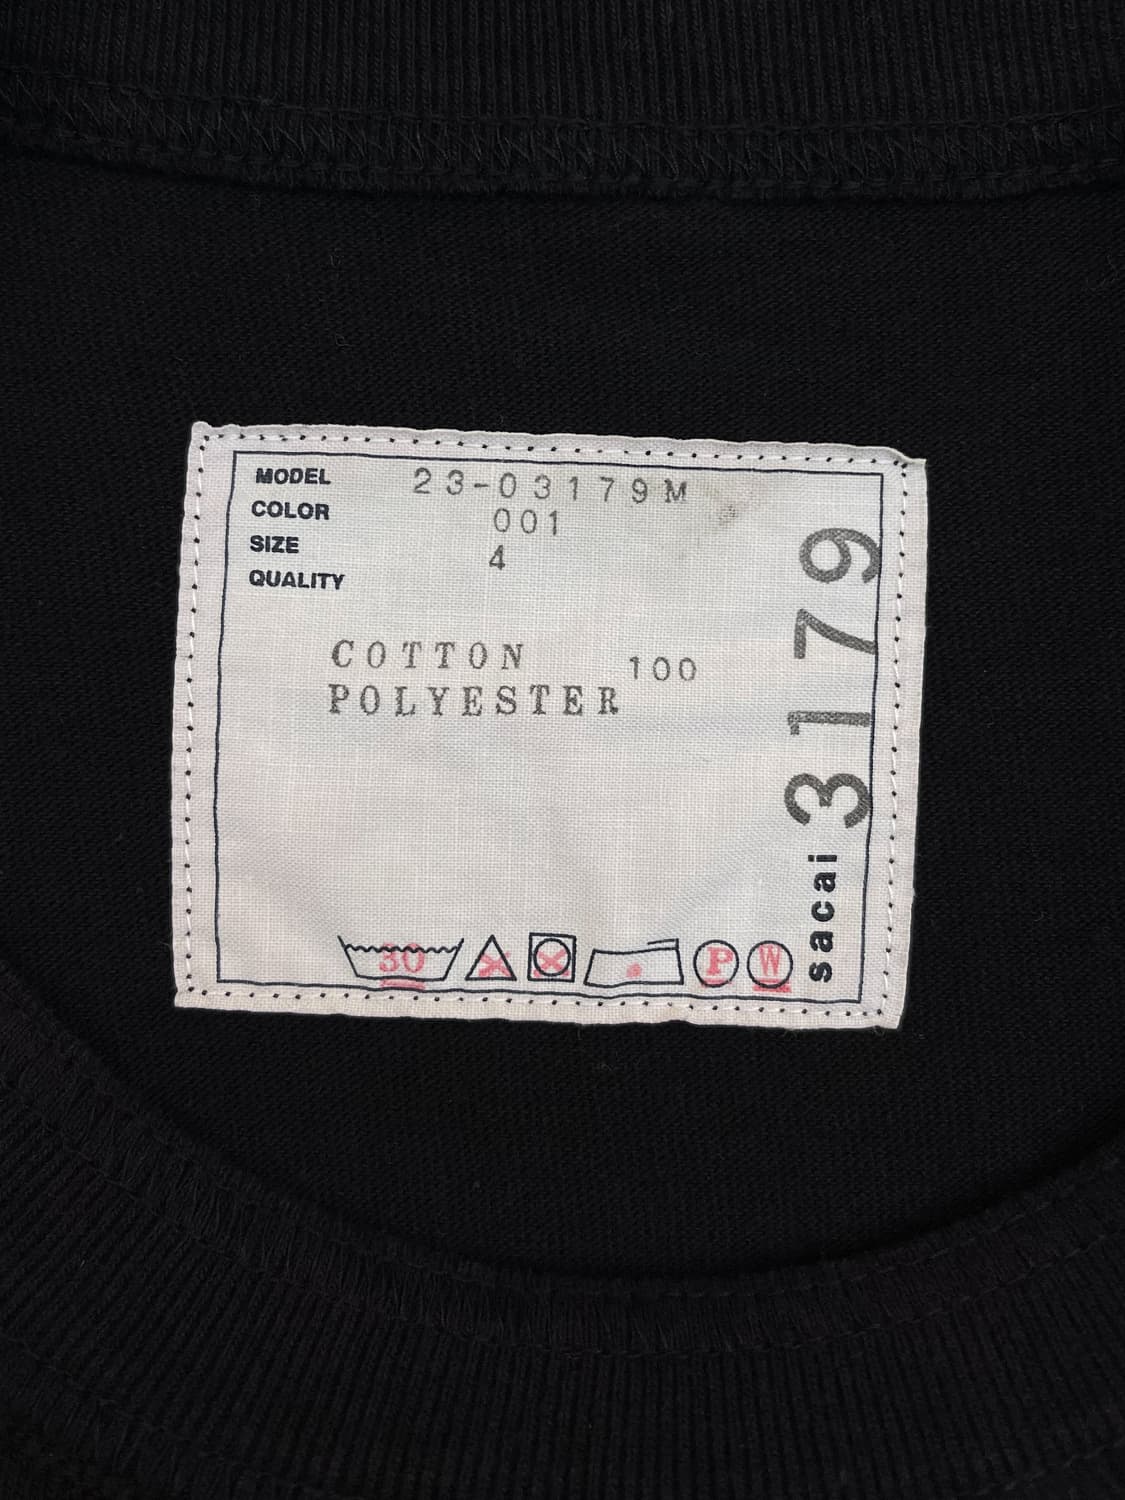 MODEL 23-03179M
COLOR 001
SIZE 4
QUALITY
COTTON 100
POLYESTER
30
P
W
sacai 3179